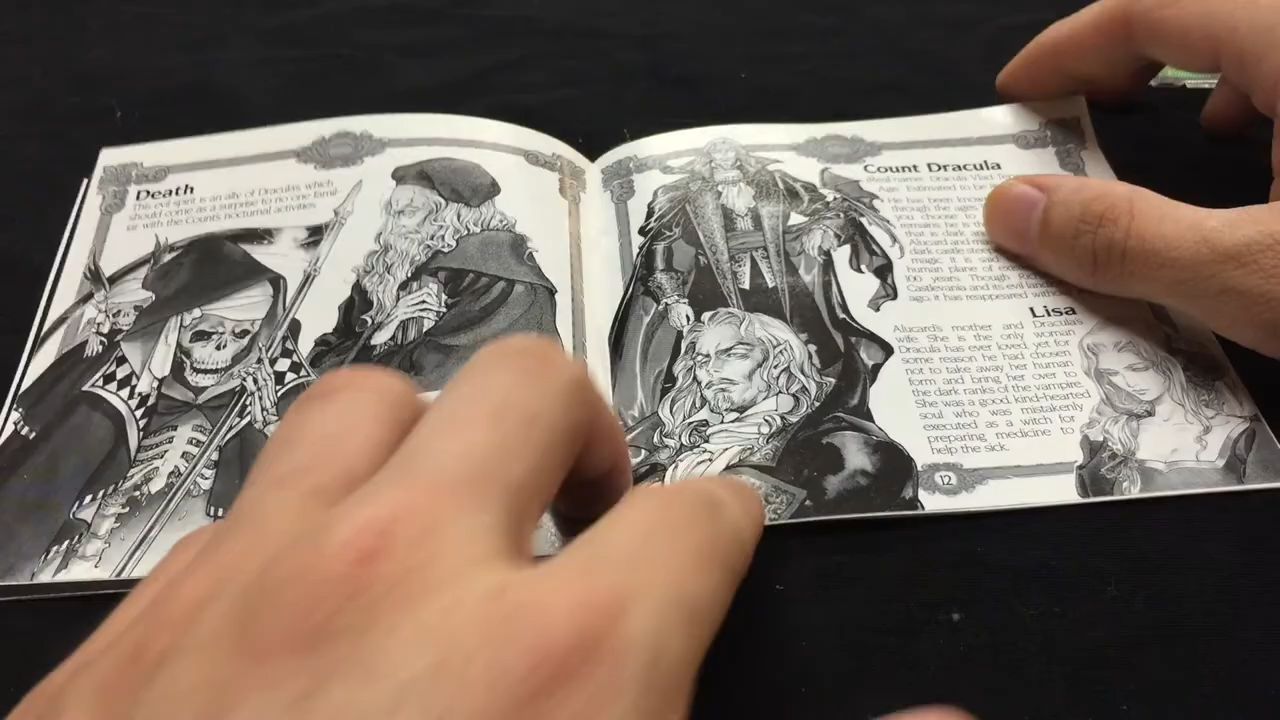 Death
This evil spirit is an ally of Dracula's, which
should come as a surprise to no one famil-
iar with the Count's nocturnal activities.
Count Dracula
(Real name: Dracula Vlad
Age: Estimated to be
He has been known
through the ages
you choose to
remains: he is the
that is dark and
Alucard and
dark castle
magic. It is said
human plane of
100 years. Though
Castlevania and its evil
ago, it has reappeared
Lisa
Alucard's mother and Dracula's
wife. She is the only woman
Dracula has ever loved, yet for
some reason he had chosen
not to take away her human
form and bring her over to
the dark ranks of the vampire.
She was a good, kind-hearted
soul who was mistakenly
executed as a witch for
preparing medicine to
help the sick.
12